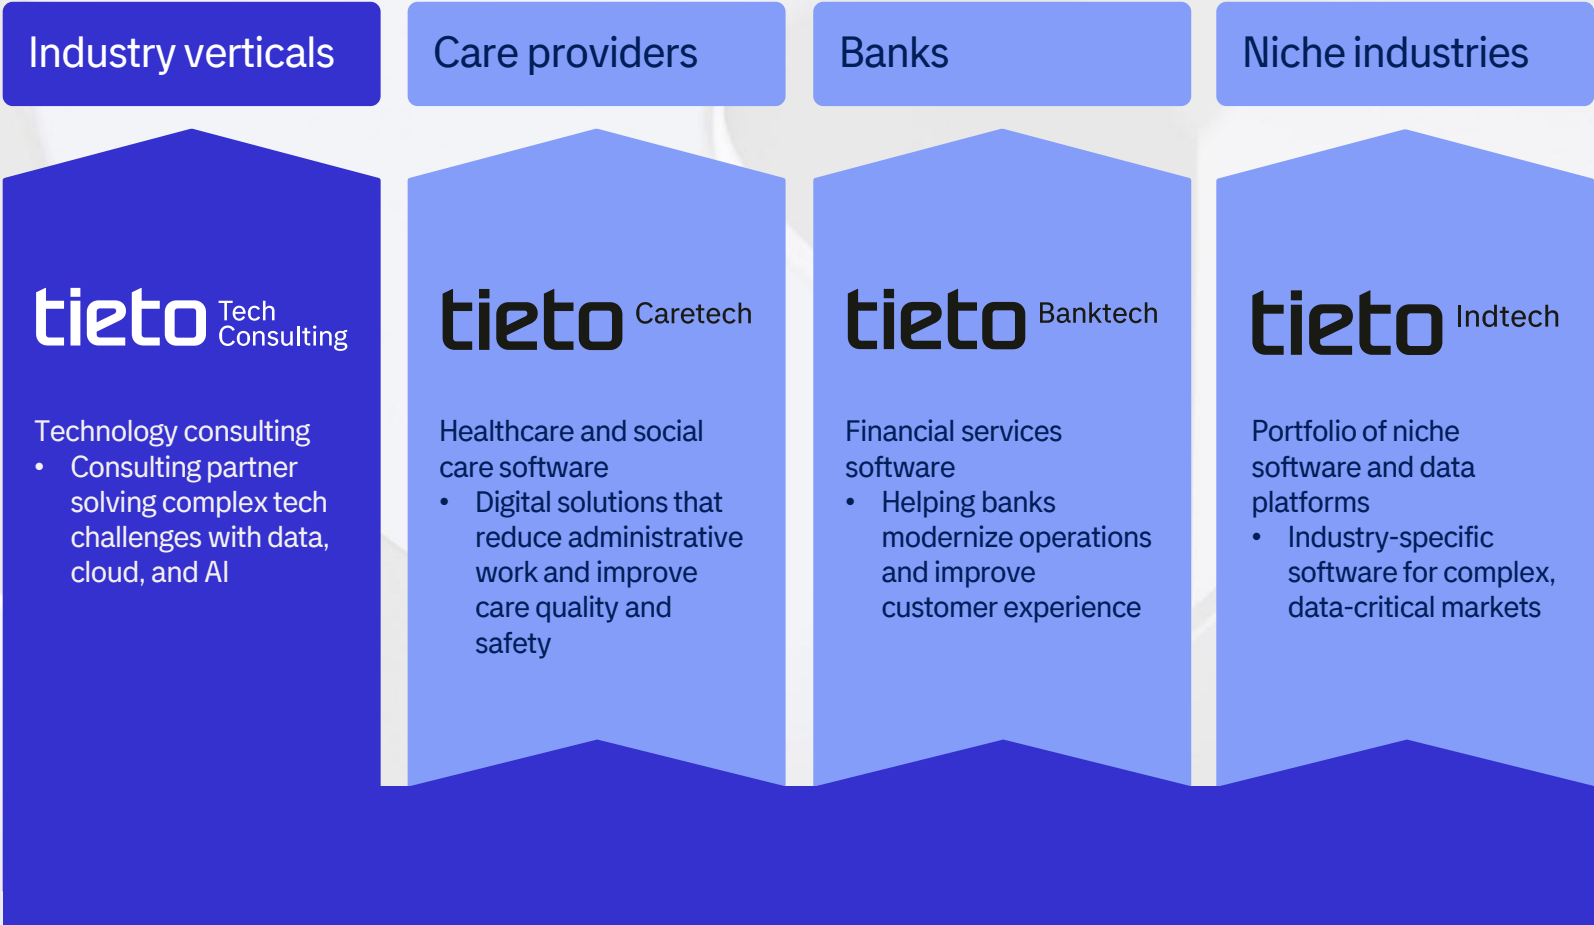 Industry verticals
Care providers
Banks
Niche industries
tieto Tech
Consulting
tieto Caretech
tieto Banktech
tieto Indtech
Technology consulting
• Consulting partner
solving complex tech
challenges with data,
cloud, and AI
Healthcare and social
care software
• Digital solutions that
reduce administrative
work and improve
care quality and
safety
Financial services
software
• Helping banks
modernize operations
and improve
customer experience
Portfolio of niche
software and data
platforms
• Industry-specific
software for complex,
data-critical markets